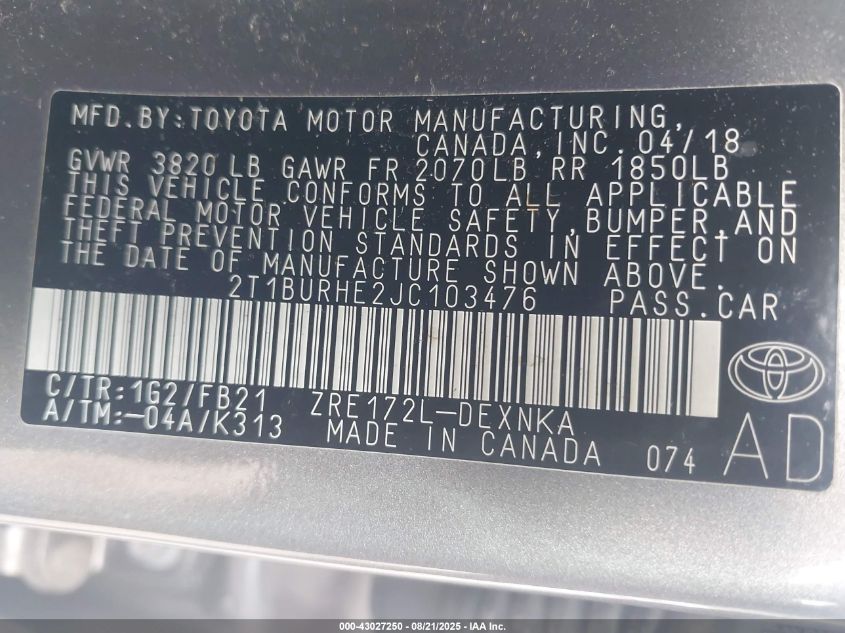 MFD.BY:TOYOTA MOTOR MANUFACTURING,
CANADA,INC.04/18
GVWR 3820 LB GAWR FR 2070LB RR 1850LB
THIS VEHICLE CONFORMS TO ALL APPLICABLE
FEDERAL MOTOR VEHICLE SAFETY,BUMPER,AND
THEFT PREVENTION STANDARDS IN EFFECT ON
THE DATE OF MANUFACTURE SHOWN ABOVE.
2T1BURHE2JC103476 PASS.CAR
C/TR:1G2/FB21 ZRE172L-DEXNKA
A/TM:-04A/K313 MADE IN CANADA 074 AD
000-43027250 - 08/21/2025 - IAA Inc.